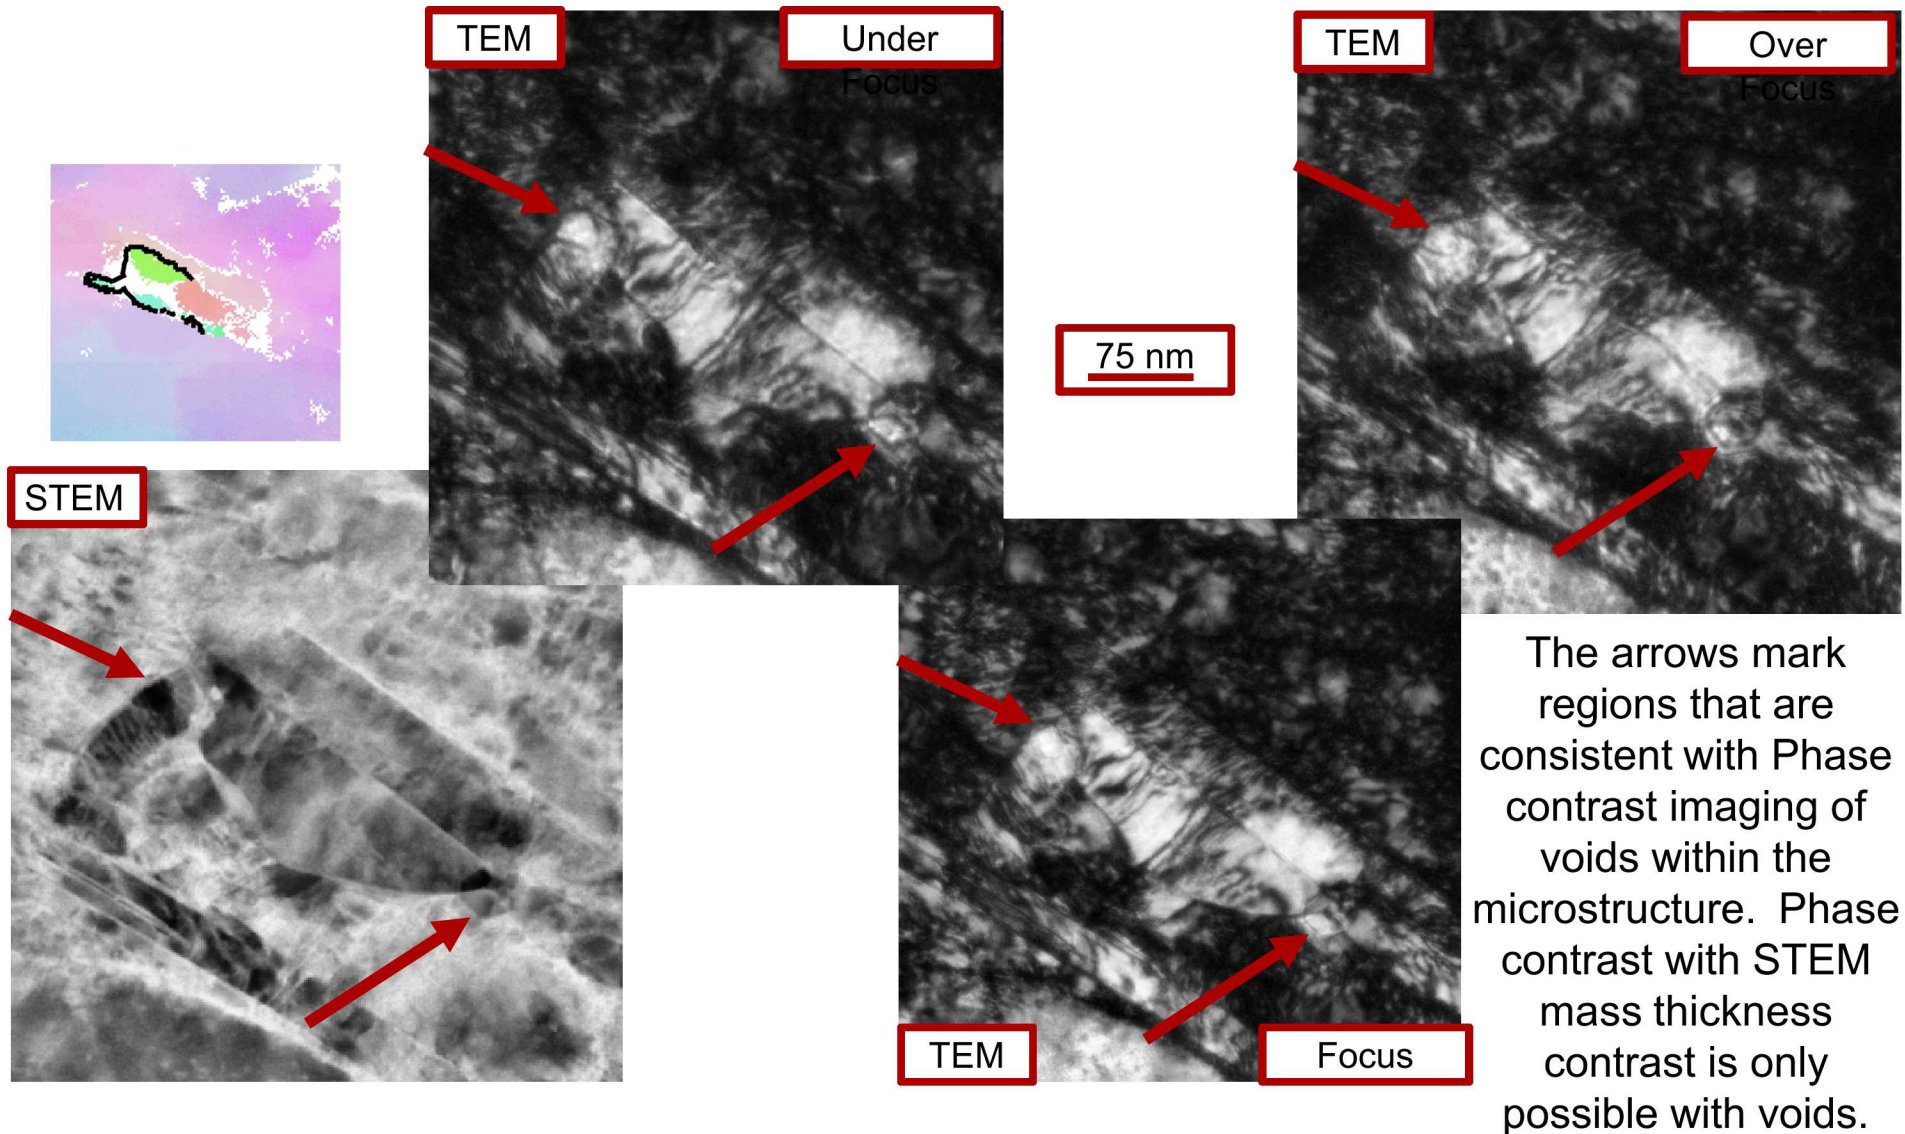 TEM
Under
Focus
TEM
Over
Focus
75 nm
STEM
TEM
Focus
The arrows mark
regions that are
consistent with Phase
contrast imaging of
voids within the
microstructure. Phase
contrast with STEM
mass thickness
contrast is only
possible with voids.